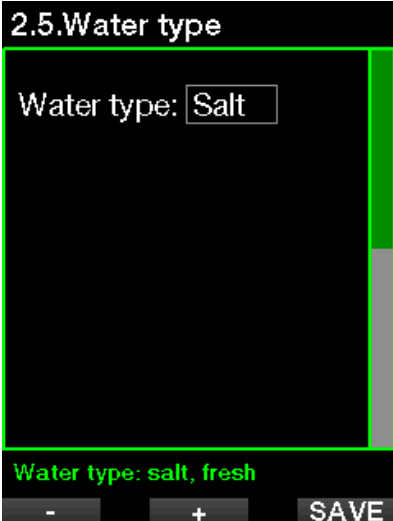 2.5.Water type
Water type: Salt
Water type: salt, fresh
- + SAVE